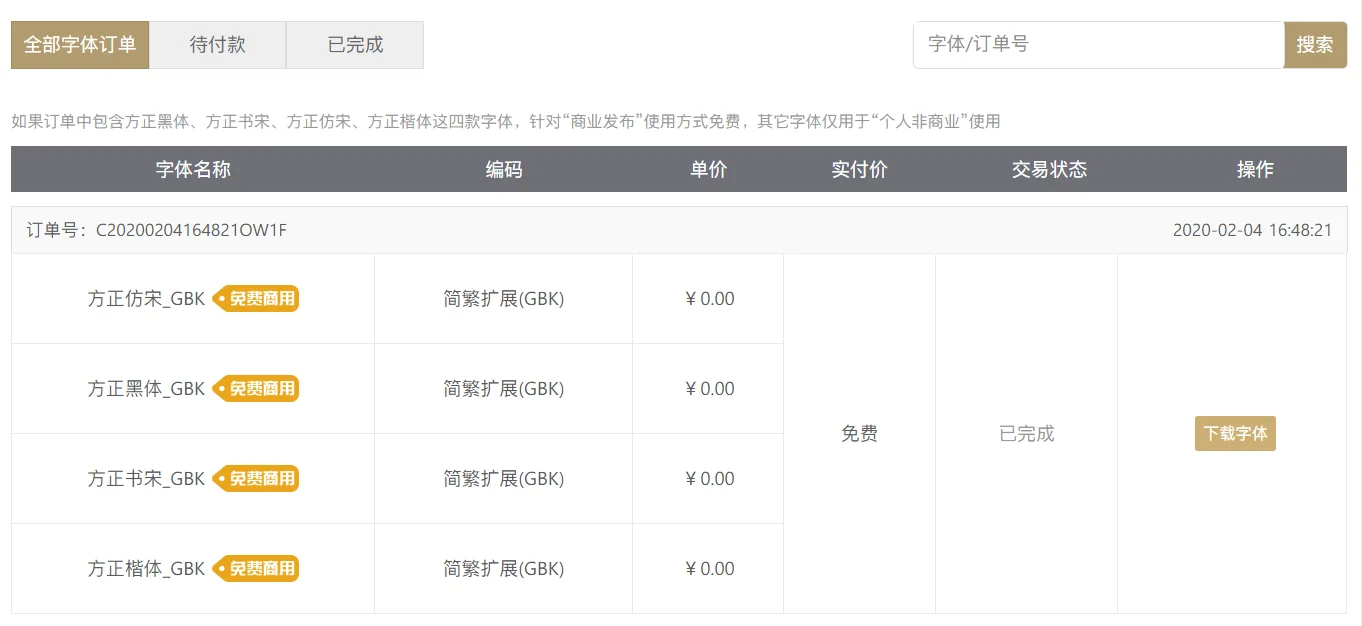 全部字体订单 待付款 已完成 字体/订单号 搜索
如果订单中包含方正黑体、方正书宋、方正仿宋、方正楷体这四款字体，针对“商业发布”使用方式免费，其它字体仅用于“个人非商业”使用
字体名称 编码 单价 实付价 交易状态 操作
订单号：C20200204164821OW1F 2020-02-04 16:48:21
方正仿宋_GBK 免费商用 简繁扩展(GBK) ¥ 0.00
方正黑体_GBK 免费商用 简繁扩展(GBK) ¥ 0.00
免费 已完成 下载字体
方正书宋_GBK 免费商用 简繁扩展(GBK) ¥ 0.00
方正楷体_GBK 免费商用 简繁扩展(GBK) ¥ 0.00